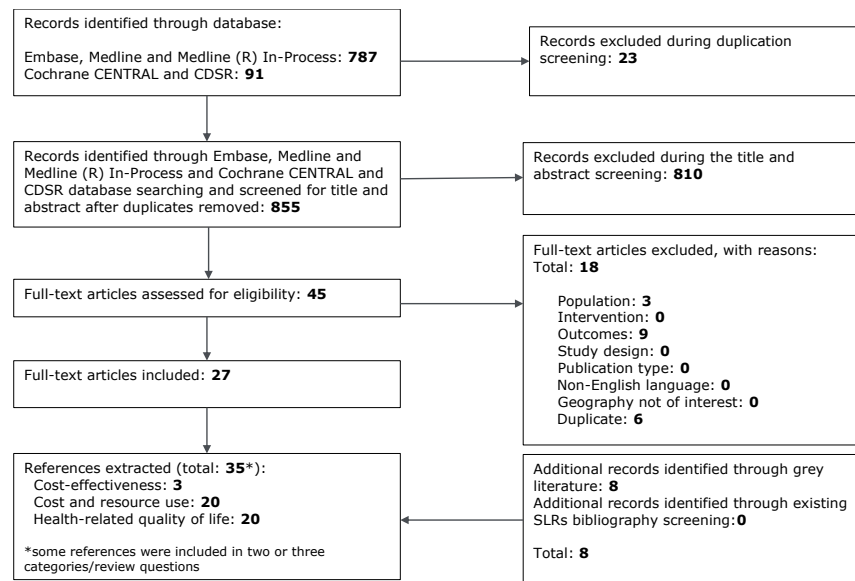 Records identified through database:
Embase, Medline and Medline (R) In-Process: 787
Cochrane CENTRAL and CDSR: 91
Records excluded during duplication
screening: 23
Records identified through Embase, Medline and
Medline (R) In-Process and Cochrane CENTRAL and
CDSR database searching and screened for title and
abstract after duplicates removed: 855
Records excluded during the title and
abstract screening: 810
Full-text articles assessed for eligibility: 45
Full-text articles excluded, with reasons:
Total: 18
Population: 3
Intervention: 0
Outcomes: 9
Study design: 0
Publication type: 0
Non-English language: 0
Geography not of interest: 0
Duplicate: 6
Full-text articles included: 27
References extracted (total: 35*):
Cost-effectiveness: 3
Cost and resource use: 20
Health-related quality of life: 20
*some references were included in two or three
categories/review questions
Additional records identified through grey
literature: 8
Additional records identified through existing
SLRs bibliography screening:0
Total: 8